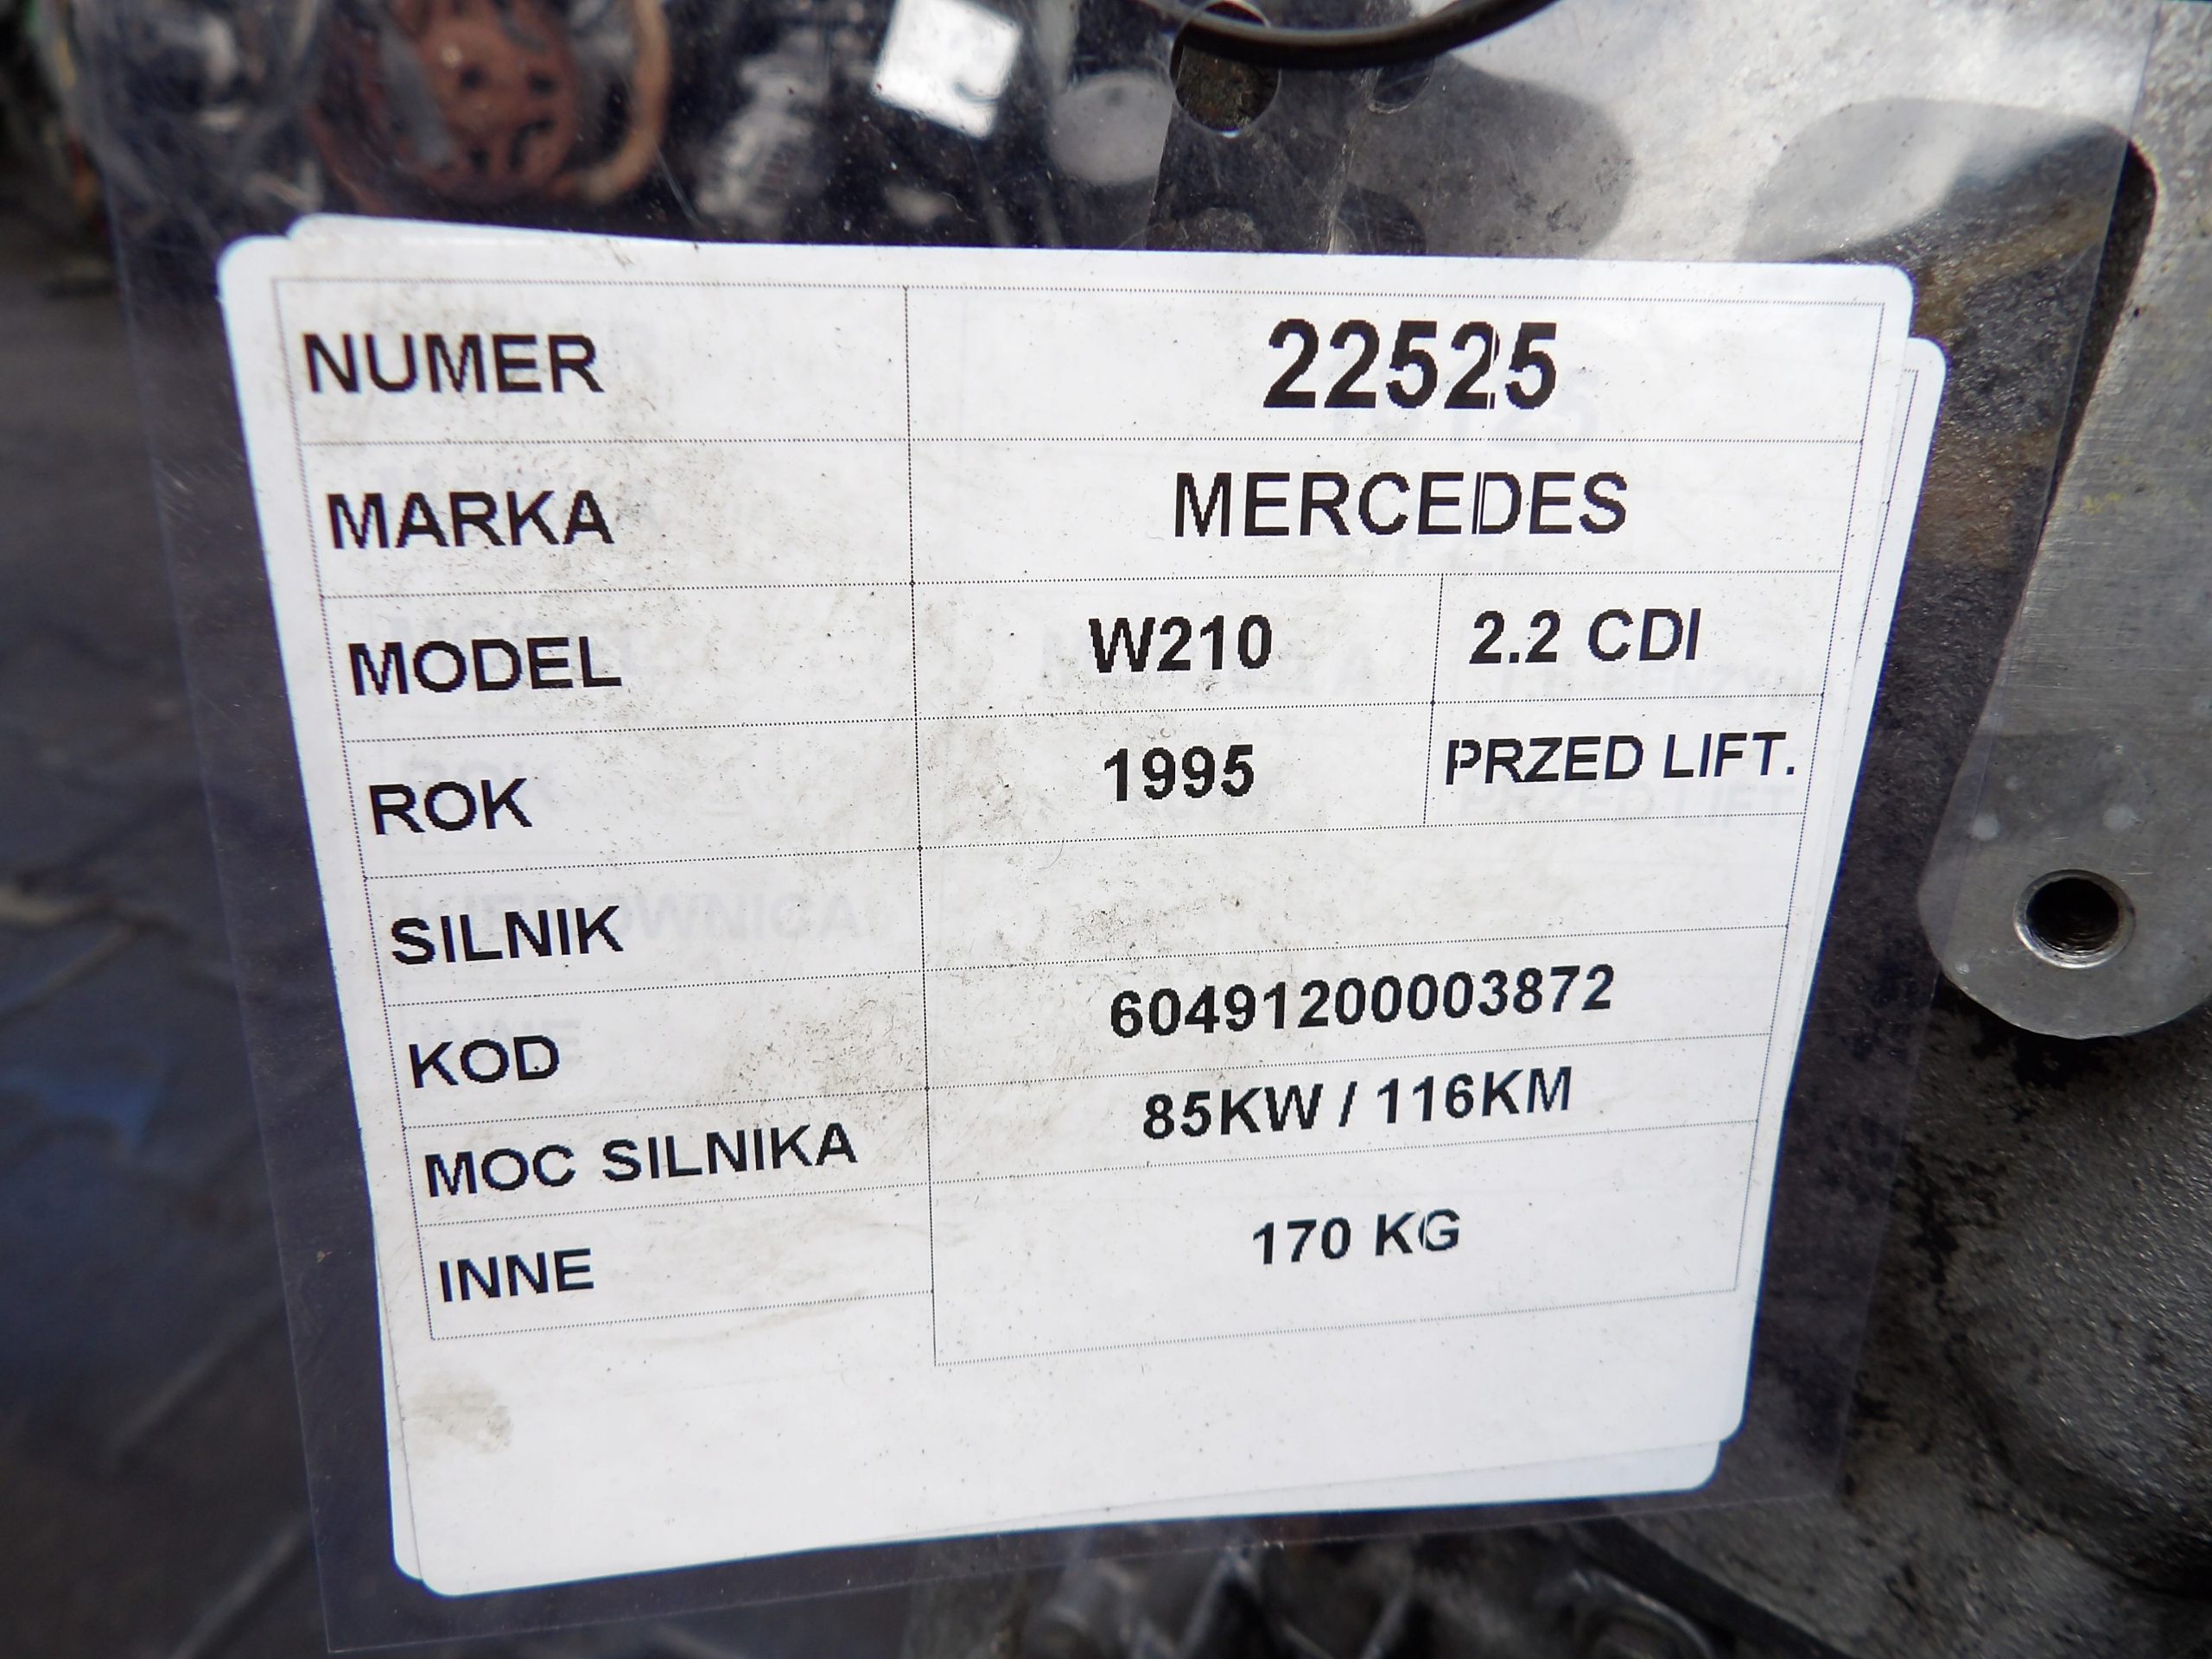 NUMER 22525
MARKA MERCEDES
MODEL W210 2.2 CDI
ROK 1995 PRZED LIFT.
SILNIK
KOD 60491200003872
MOC SILNIKA 85KW / 116KM
INNE 170 KG